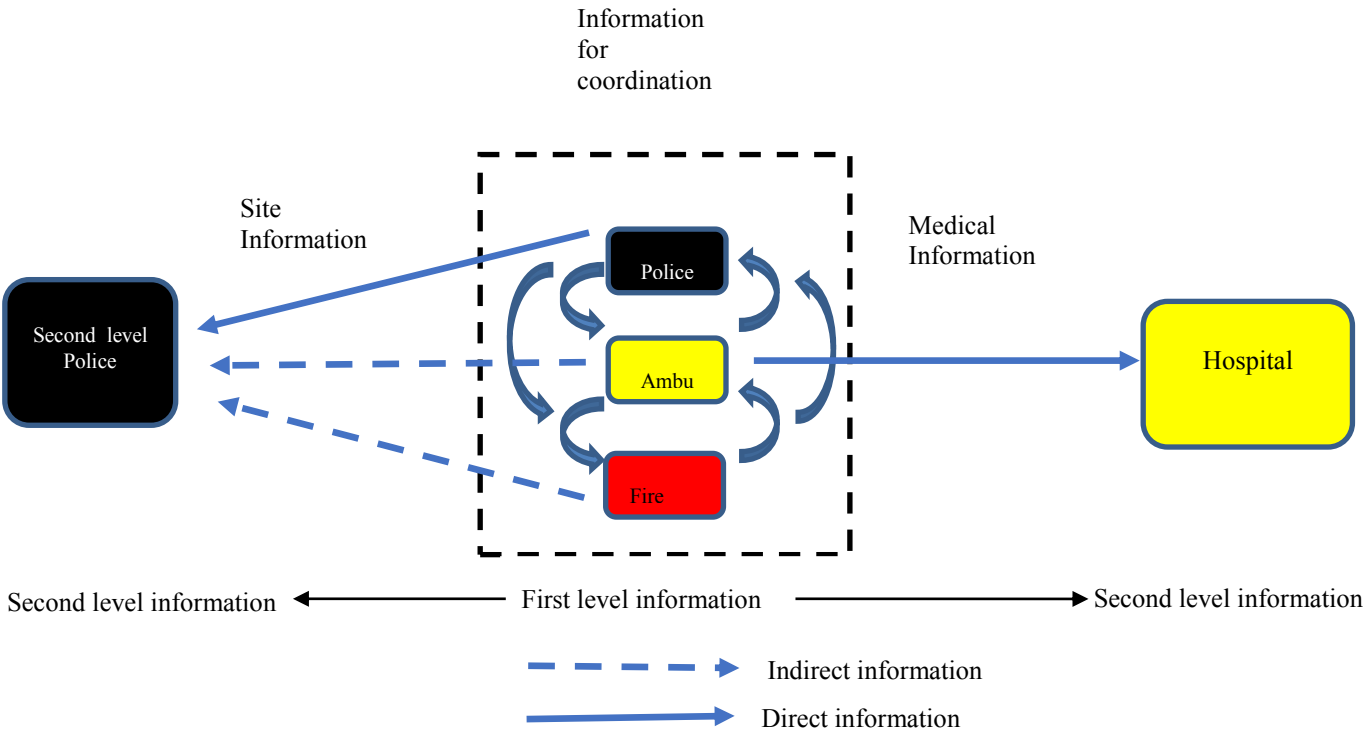 Information
for
coordination
Site
Information
Medical
Information
Police
Second level
Police
Ambu
Hospital
Fire
Second level information
First level information
Second level information
Indirect information
Direct information